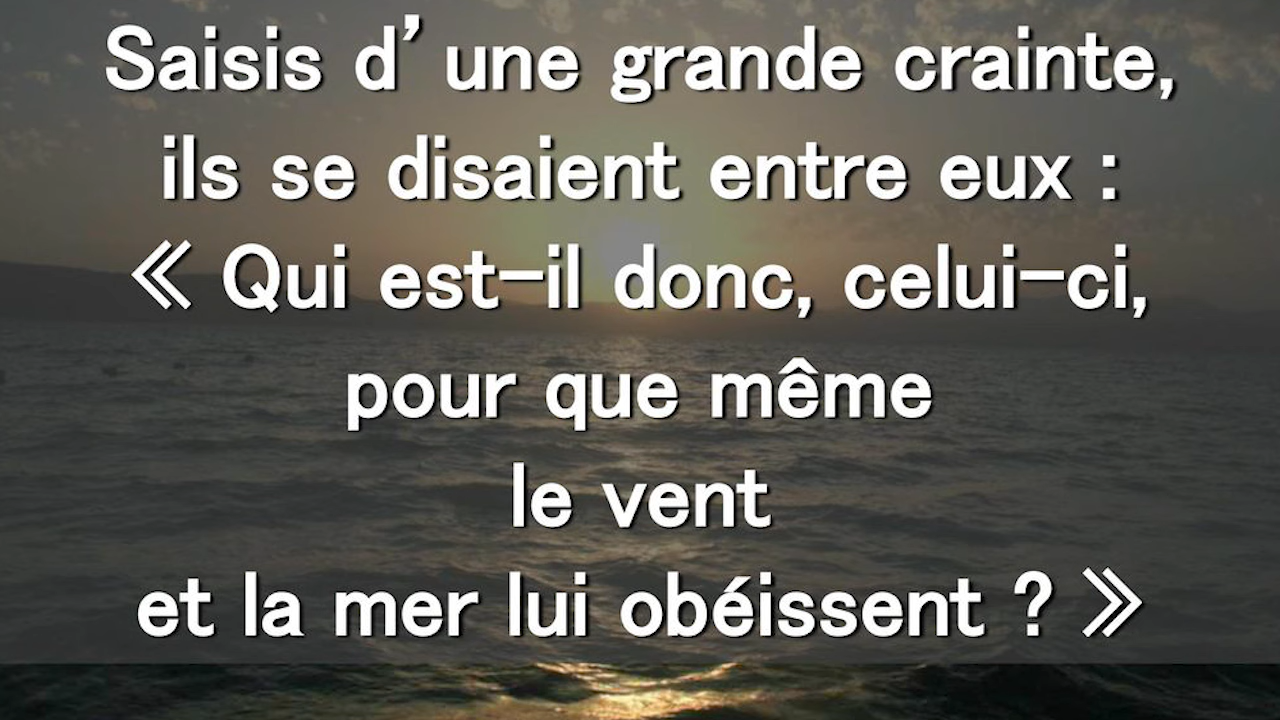 Saisis d’une grande crainte,
ils se disaient entre eux :
« Qui est-il donc, celui-ci,
pour que même
le vent
et la mer lui obéissent ? »